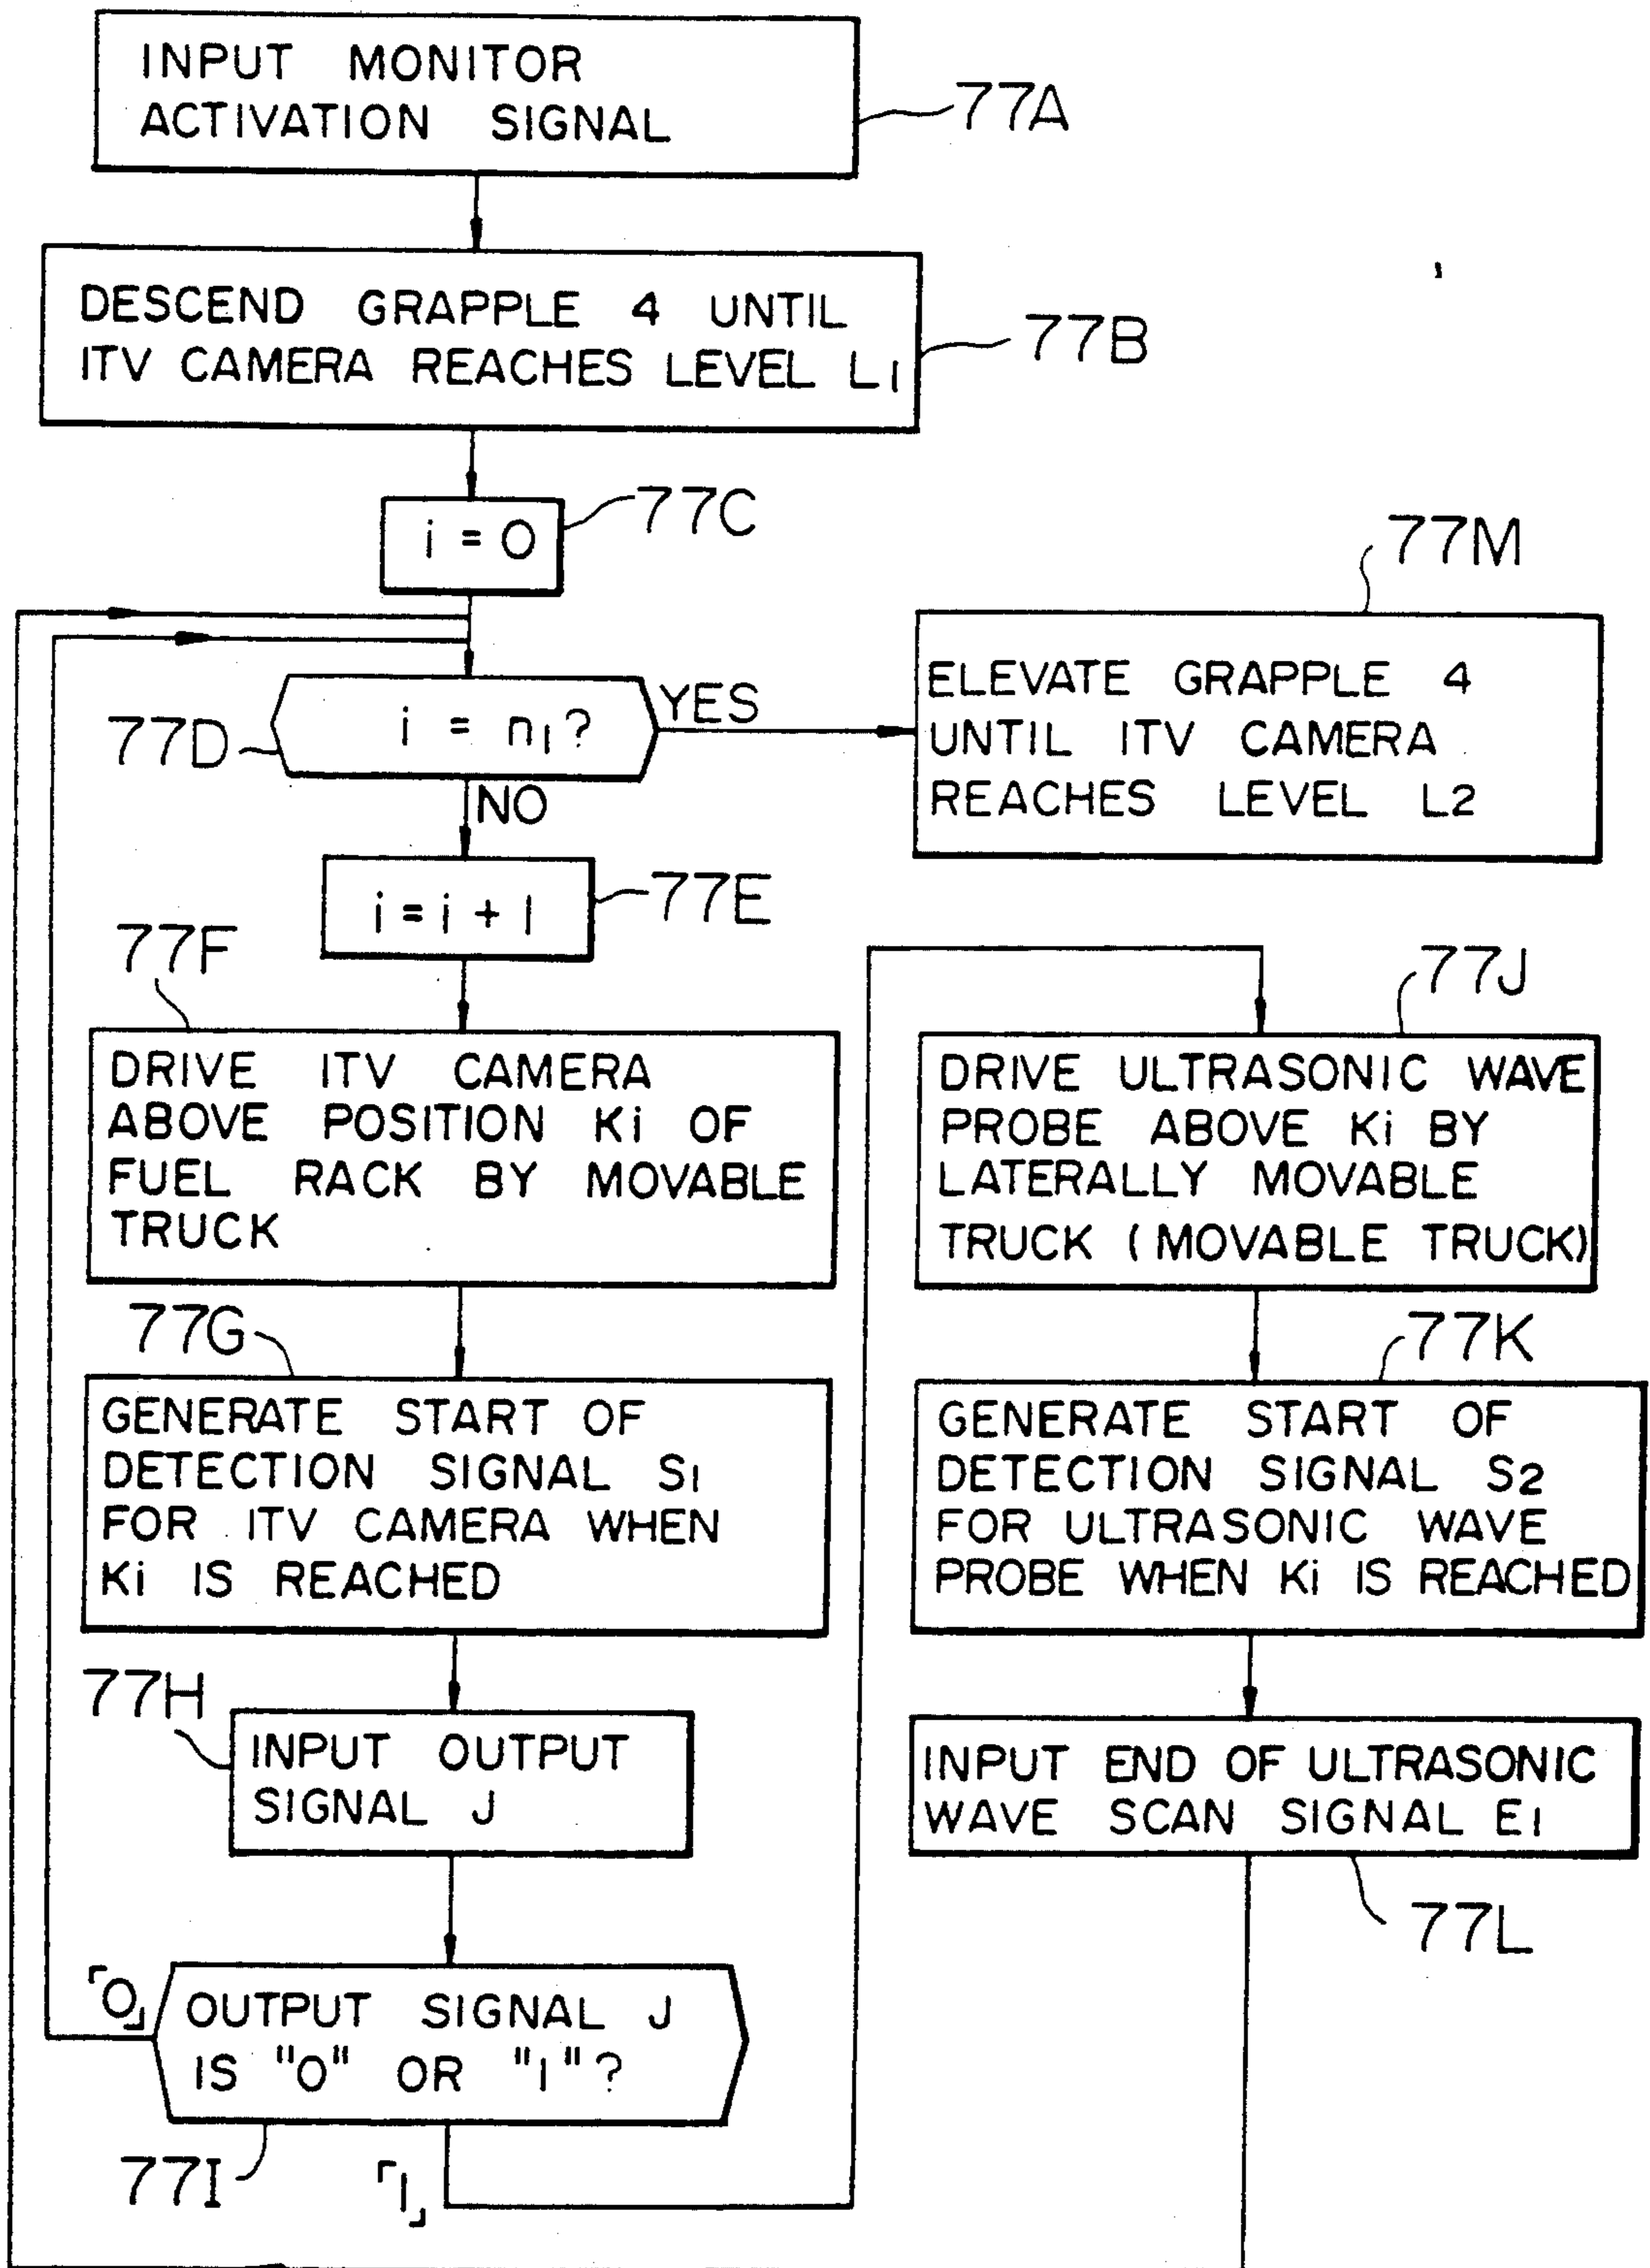 INPUT MONITOR
ACTIVATION SIGNAL
77A
DESCEND GRAPPLE 4 UNTIL
ITV CAMERA REACHES LEVEL L1
77B
i = 0
77C
i = n1?
77D
YES
NO
77M
ELEVATE GRAPPLE 4
UNTIL ITV CAMERA
REACHES LEVEL L2
i = i + 1
77E
77F
DRIVE ITV CAMERA
ABOVE POSITION Ki OF
FUEL RACK BY MOVABLE
TRUCK
77G
GENERATE START OF
DETECTION SIGNAL S1
FOR ITV CAMERA WHEN
Ki IS REACHED
77H
INPUT OUTPUT
SIGNAL J
「0」
OUTPUT SIGNAL J
IS "0" OR "1"?
77I
「1」
77J
DRIVE ULTRASONIC WAVE
PROBE ABOVE Ki BY
LATERALLY MOVABLE
TRUCK (MOVABLE TRUCK)
77K
GENERATE START OF
DETECTION SIGNAL S2
FOR ULTRASONIC WAVE
PROBE WHEN Ki IS REACHED
INPUT END OF ULTRASONIC
WAVE SCAN SIGNAL E1
77L